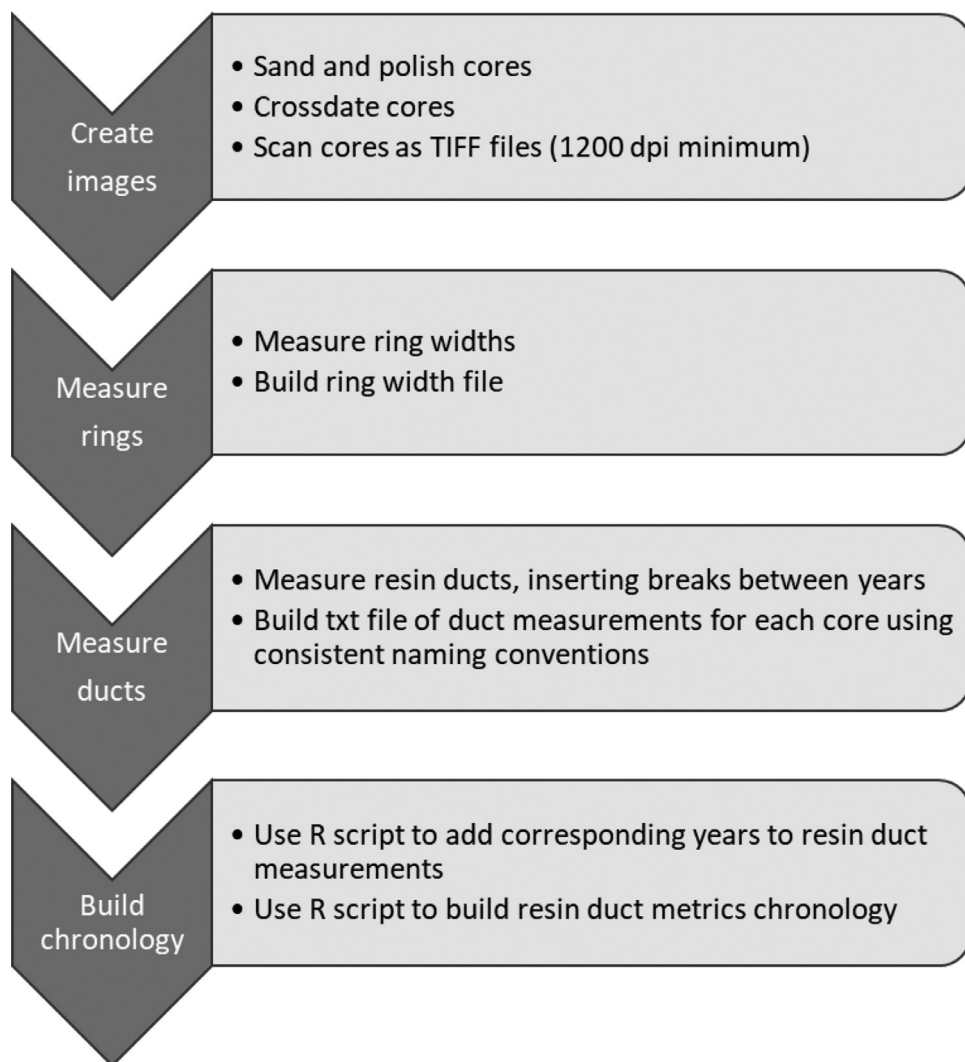 Create
images
• Sand and polish cores
• Crossdate cores
• Scan cores as TIFF files (1200 dpi minimum)
Measure
rings
• Measure ring widths
• Build ring width file
Measure
ducts
• Measure resin ducts, inserting breaks between years
• Build txt file of duct measurements for each core using
consistent naming conventions
Build
chronology
• Use R script to add corresponding years to resin duct
measurements
• Use R script to build resin duct metrics chronology